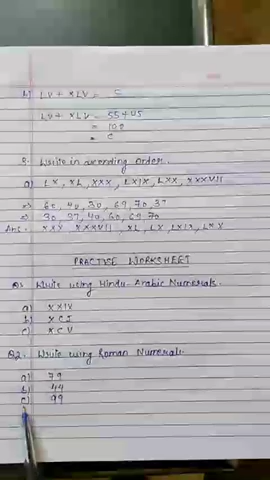 b) LV + XLV = C
LV + XLV = 55 + 45
= 100
= C
Q. Write in ascending order.
a) LX, XL, XXX, LXIX, LXX, XXXVII
=> 60, 40, 30, 69, 70, 37
=> 30, 37, 40, 60, 69, 70
Ans: XXX, XXXVII, XL, LX, LXIX, LXX
PRACTISE WORKSHEET
Q1 Write using Hindu Arabic Numerals.
a) XXIV
b) XCI
c) XCV
Q2. Write using Roman Numerals.
a) 79
b) 44
c) 99